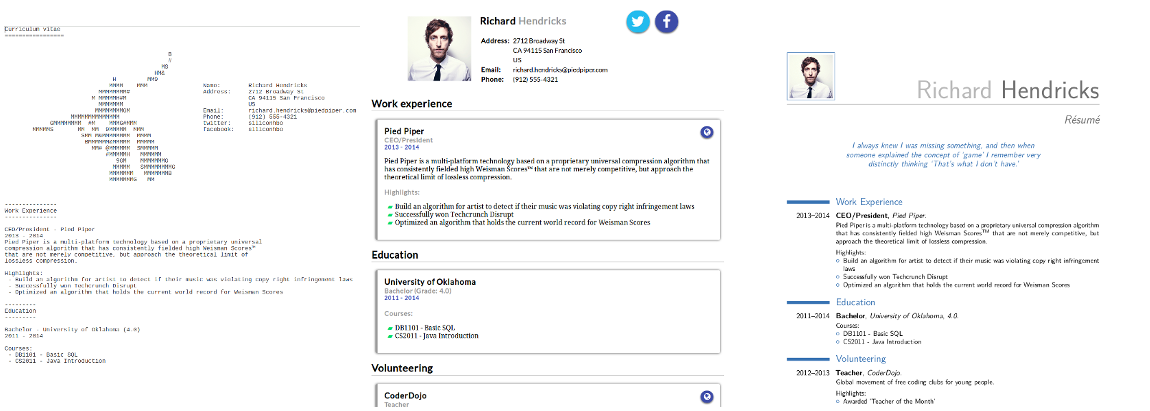 Curriculum Vitae
=================
Name: Richard Hendricks
Address: 2712 Broadway St
CA 94115 San Francisco
US
Email: richard.hendricks@piedpiper.com
Phone: (912) 555-4321
twitter: siliconhbo
facebook: siliconhbo
---------------
Work Experience
---------------
CEO/President - Pied Piper
2013 - 2014
Pied Piper is a multi-platform technology based on a proprietary universal
compression algorithm that has consistently fielded high Weisman Scores™
that are not merely competitive, but approach the theoretical limit of
lossless compression.
Highlights:
- Build an algorithm for artist to detect if their music was violating copy right infringement laws
- Successfully won Techcrunch Disrupt
- Optimized an algorithm that holds the current world record for Weisman Scores
---------
Education
---------
Bachelor - University of Oklahoma (4.0)
2011 - 2014
Courses:
- DB1101 - Basic SQL
- CS2011 - Java Introduction
Richard Hendricks
Address: 2712 Broadway St
CA 94115 San Francisco
US
Email: richard.hendricks@piedpiper.com
Phone: (912) 555-4321
Work experience
Pied Piper
CEO/President
2013 - 2014
Pied Piper is a multi-platform technology based on a proprietary universal compression algorithm that
has consistently fielded high Weisman Scores™ that are not merely competitive, but approach the
theoretical limit of lossless compression.
Highlights:
Build an algorithm for artist to detect if their music was violating copy right infringement laws
Successfully won Techcrunch Disrupt
Optimized an algorithm that holds the current world record for Weisman Scores
Education
University of Oklahoma
Bachelor (Grade: 4.0)
2011 - 2014
Courses:
DB1101 - Basic SQL
CS2011 - Java Introduction
Volunteering
CoderDojo
Teacher
Richard Hendricks
Résumé
I always knew I was missing something, and then when
someone explained the concept of 'game' I remember very
distinctly thinking 'That's what I don't have.'
Work Experience
2013–2014 CEO/President, Pied Piper.
Pied Piper is a multi-platform technology based on a proprietary universal compression algorithm
that has consistently fielded high Weisman Scores™ that are not merely competitive, but
approach the theoretical limit of lossless compression.
Highlights:
Build an algorithm for artist to detect if their music was violating copy right infringement
laws
Successfully won Techcrunch Disrupt
Optimized an algorithm that holds the current world record for Weisman Scores
Education
2011–2014 Bachelor, University of Oklahoma, 4.0.
Courses:
DB1101 - Basic SQL
CS2011 - Java Introduction
Volunteering
2012–2013 Teacher, CoderDojo.
Global movement of free coding clubs for young people.
Highlights:
Awarded 'Teacher of the Month'